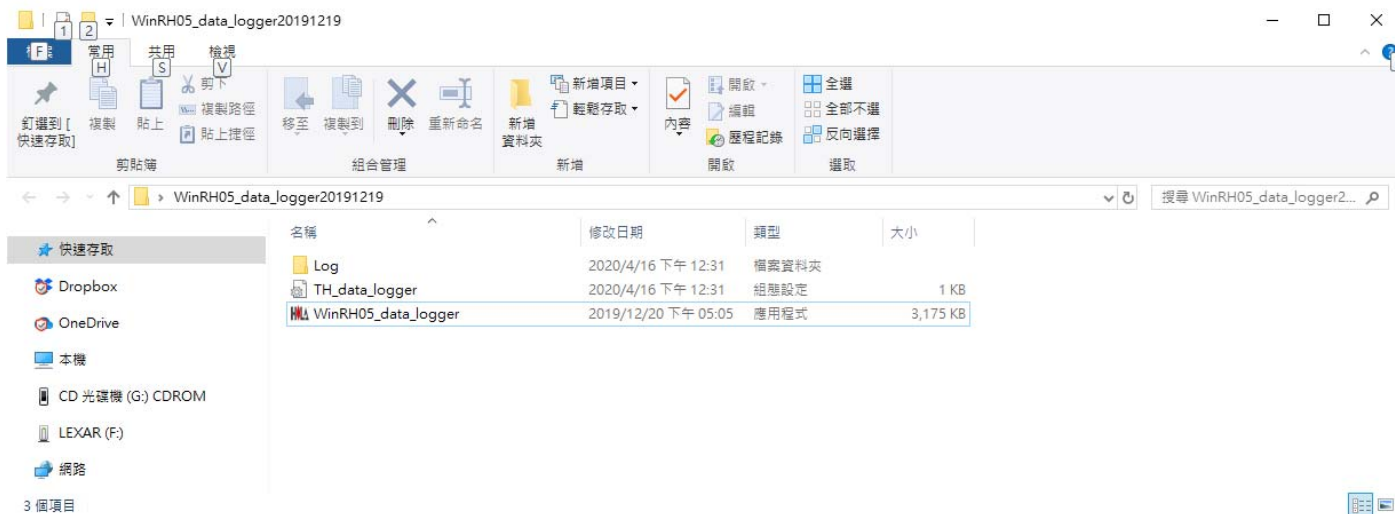 1 2 WinRH05_data_logger20191219
F 常用 共用 檢視
H S V
釘選到 [快速存取]
複製
貼上
剪下
複製路徑
貼上捷徑
移至
複製到
刪除
重新命名
新增資料夾
新增項目
輕鬆存取
內容
開啟
編輯
歷程記錄
全選
全部不選
反向選擇
剪貼簿 組合管理 新增 開啟 選取
WinRH05_data_logger20191219 搜尋 WinRH05_data_logger2...
名稱 修改日期 類型 大小
Log 2020/4/16 下午 12:31 檔案資料夾
TH_data_logger 2020/4/16 下午 12:31 組態設定 1 KB
WinRH05_data_logger 2019/12/20 下午 05:05 應用程式 3,175 KB
快速存取
Dropbox
OneDrive
本機
CD 光碟機 (G:) CDROM
LEXAR (F:)
網路
3 個項目